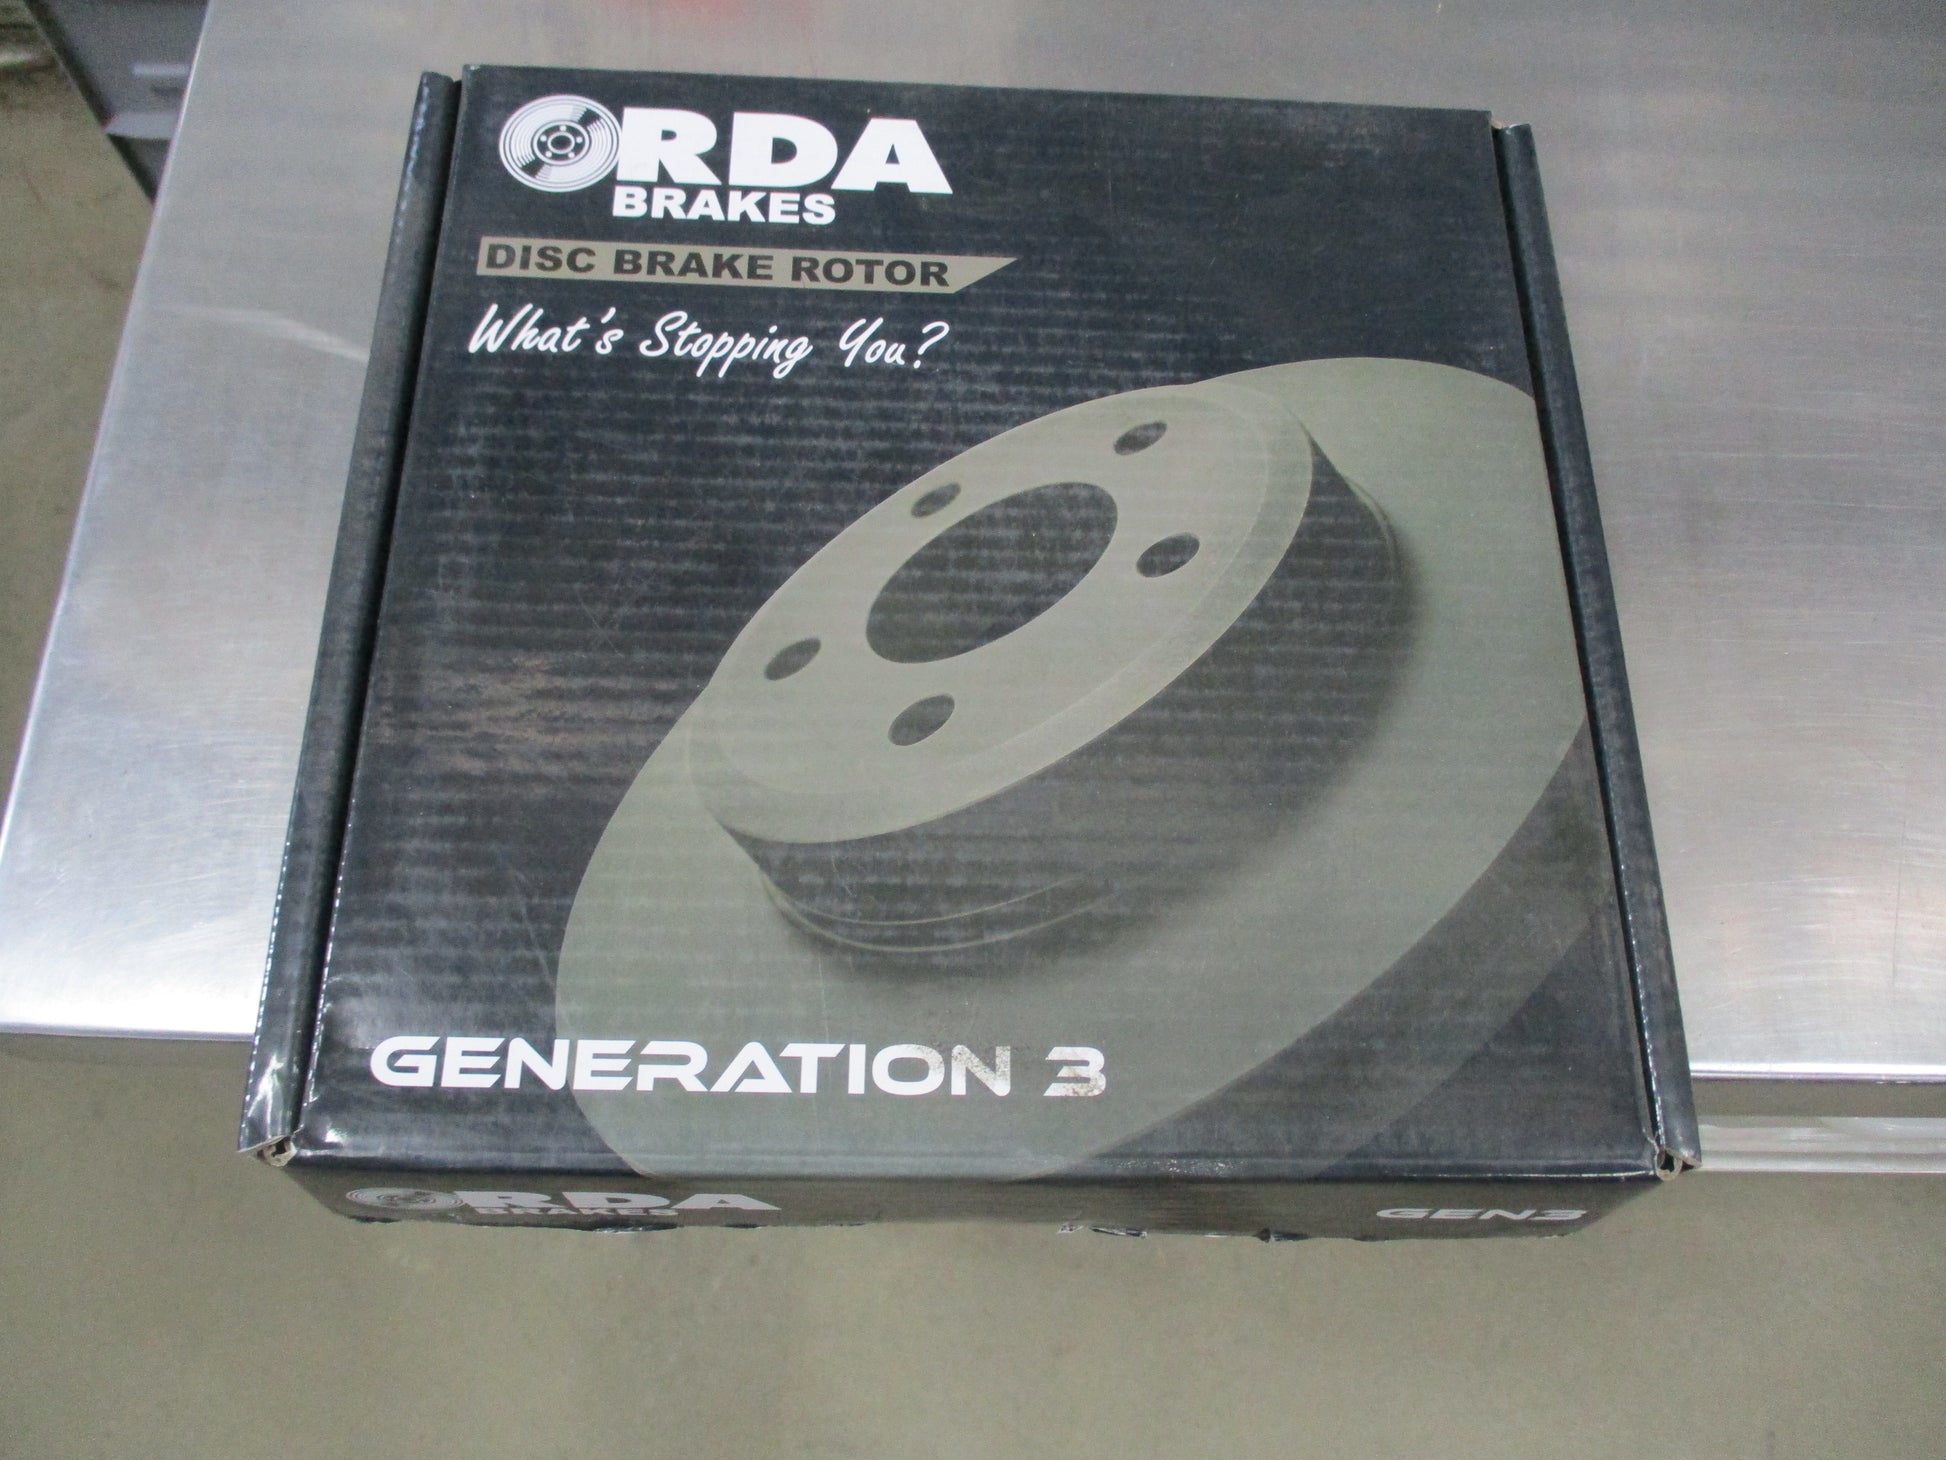 RDA
BRAKES
DISC BRAKE ROTOR
What's Stopping You?
GENERATION 3
RDA
BRAKES
GEN3